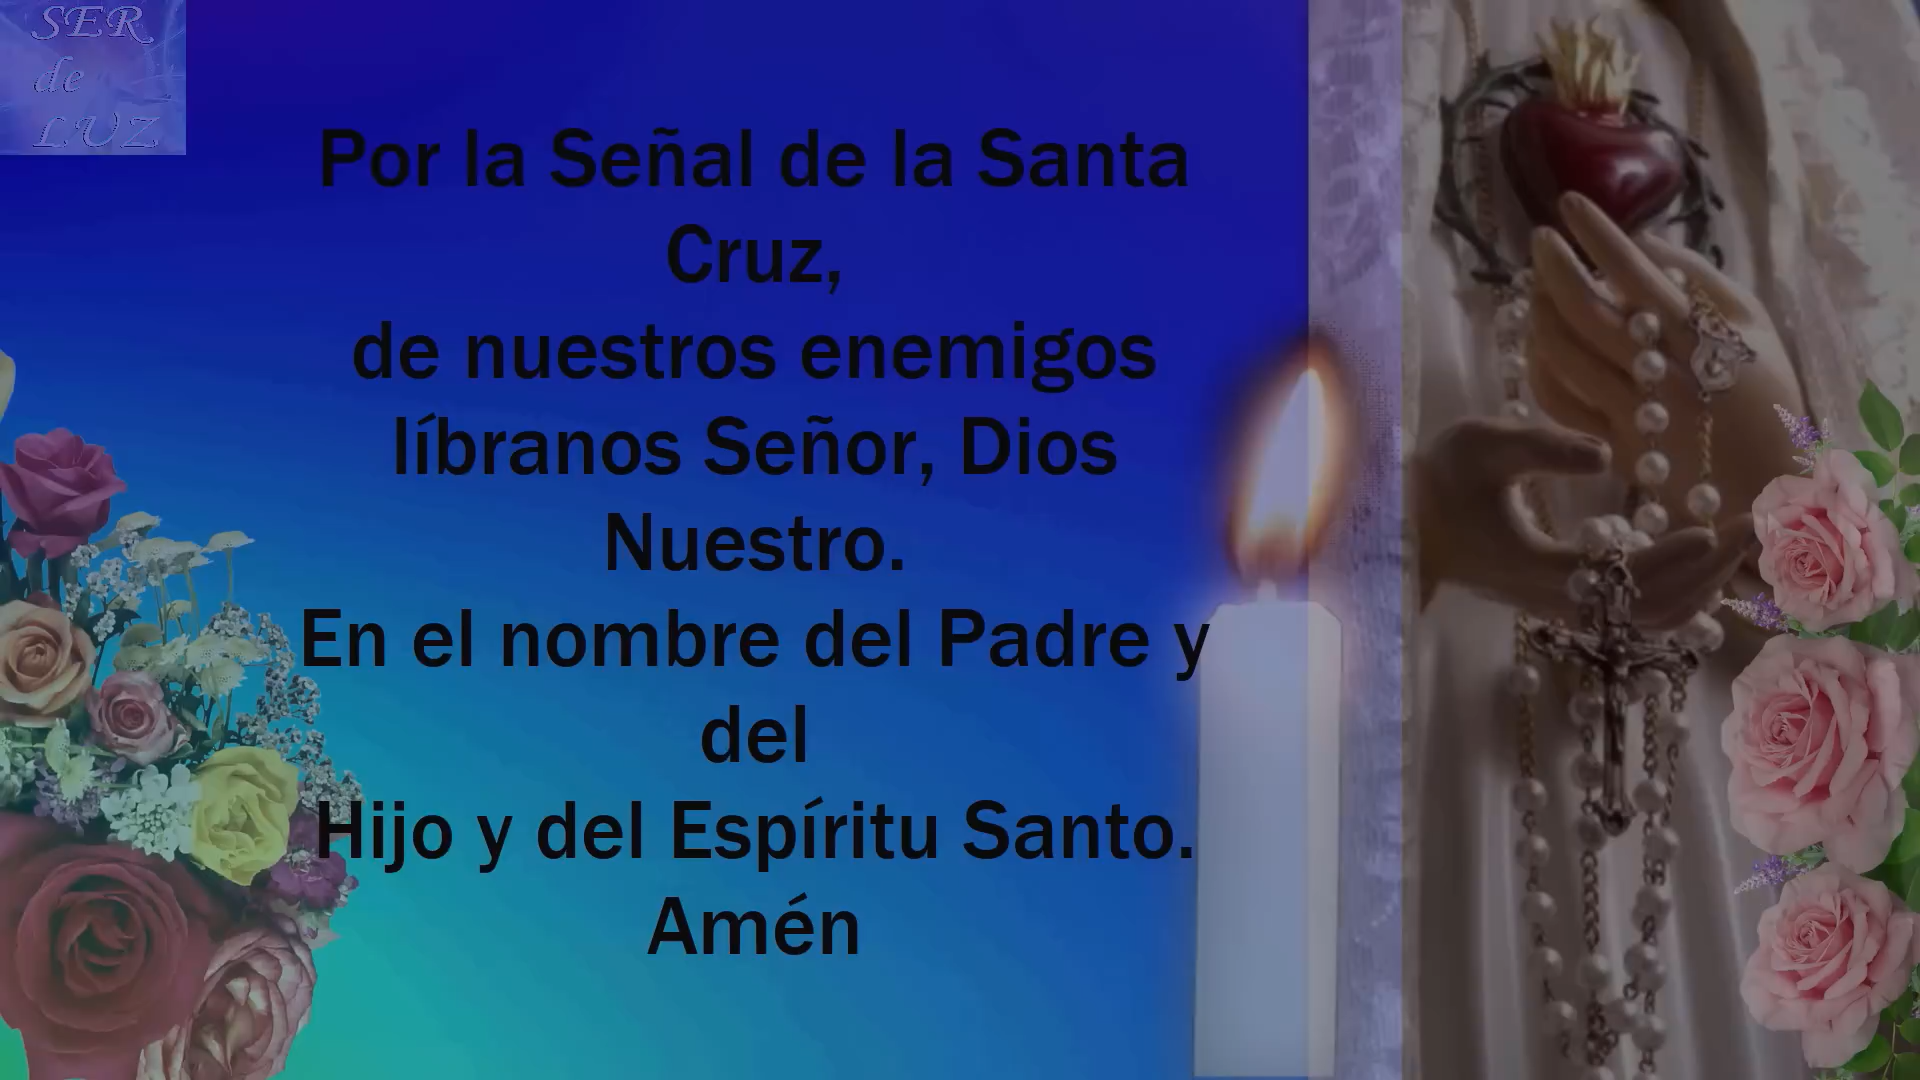 SER
de
LUZ
Por la Señal de la Santa
Cruz,
de nuestros enemigos
líbranos Señor, Dios
Nuestro.
En el nombre del Padre y
del
Hijo y del Espíritu Santo.
Amén